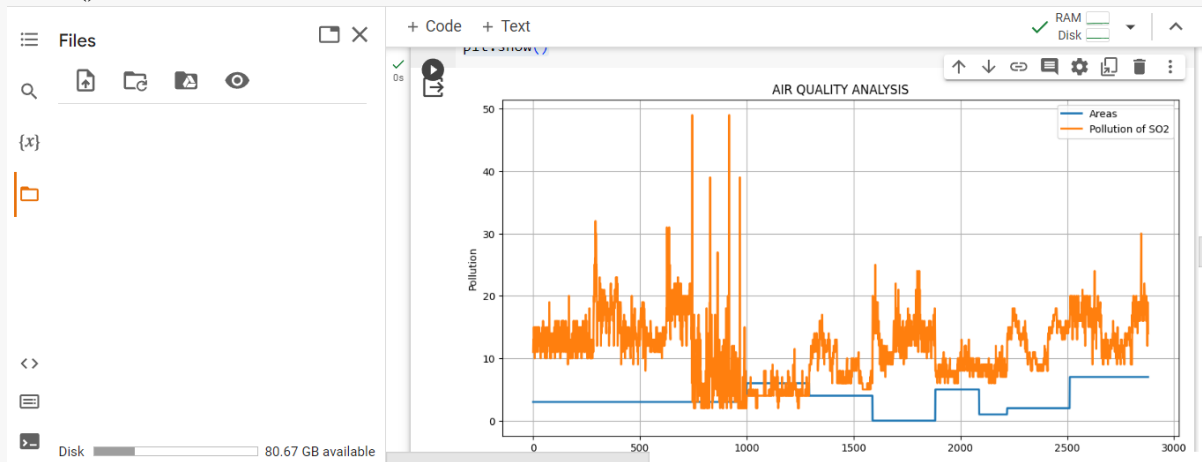 Files
{x}
<>
Disk
80.67 GB available
+ Code + Text
RAM
Disk
plt.show()
0s
AIR QUALITY ANALYSIS
Areas
Pollution of SO2
Pollution
50
40
30
20
10
0
0 500 1000 1500 2000 2500 3000